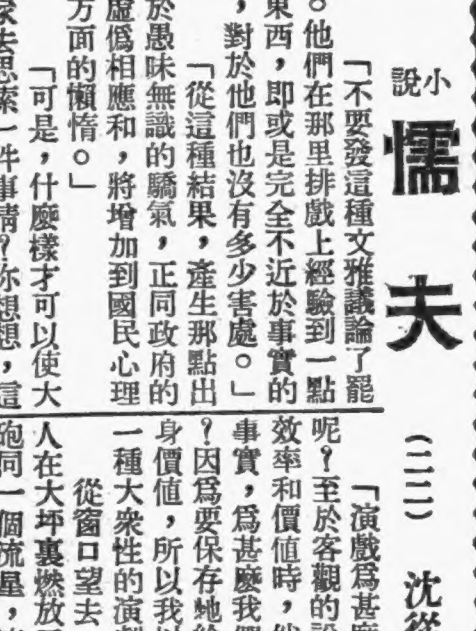 小說
懦夫
(二二)
沈從
「不要發這種文雅議論了罷
。他們在那里排戲上經驗到一點
東西,即或是完全不近於事實的
,對於他們也沒有多少害處。」
「從這種結果,產生那點出
於愚昧無識的驕氣,正同政府的
虛僞相應和,將增加到國民心理
方面的懶惰。」
「可是,什麼樣才可以使大
家去思索一件事情?你想想,這
「演戲爲甚
呢?至於客觀的
效率和價值時,
事實,爲甚麼我們
?因爲要保存牠
身價值,所以我
一種大衆性的演劇
從窗口望去
人在大坪裏燃放
砲同一個流星,